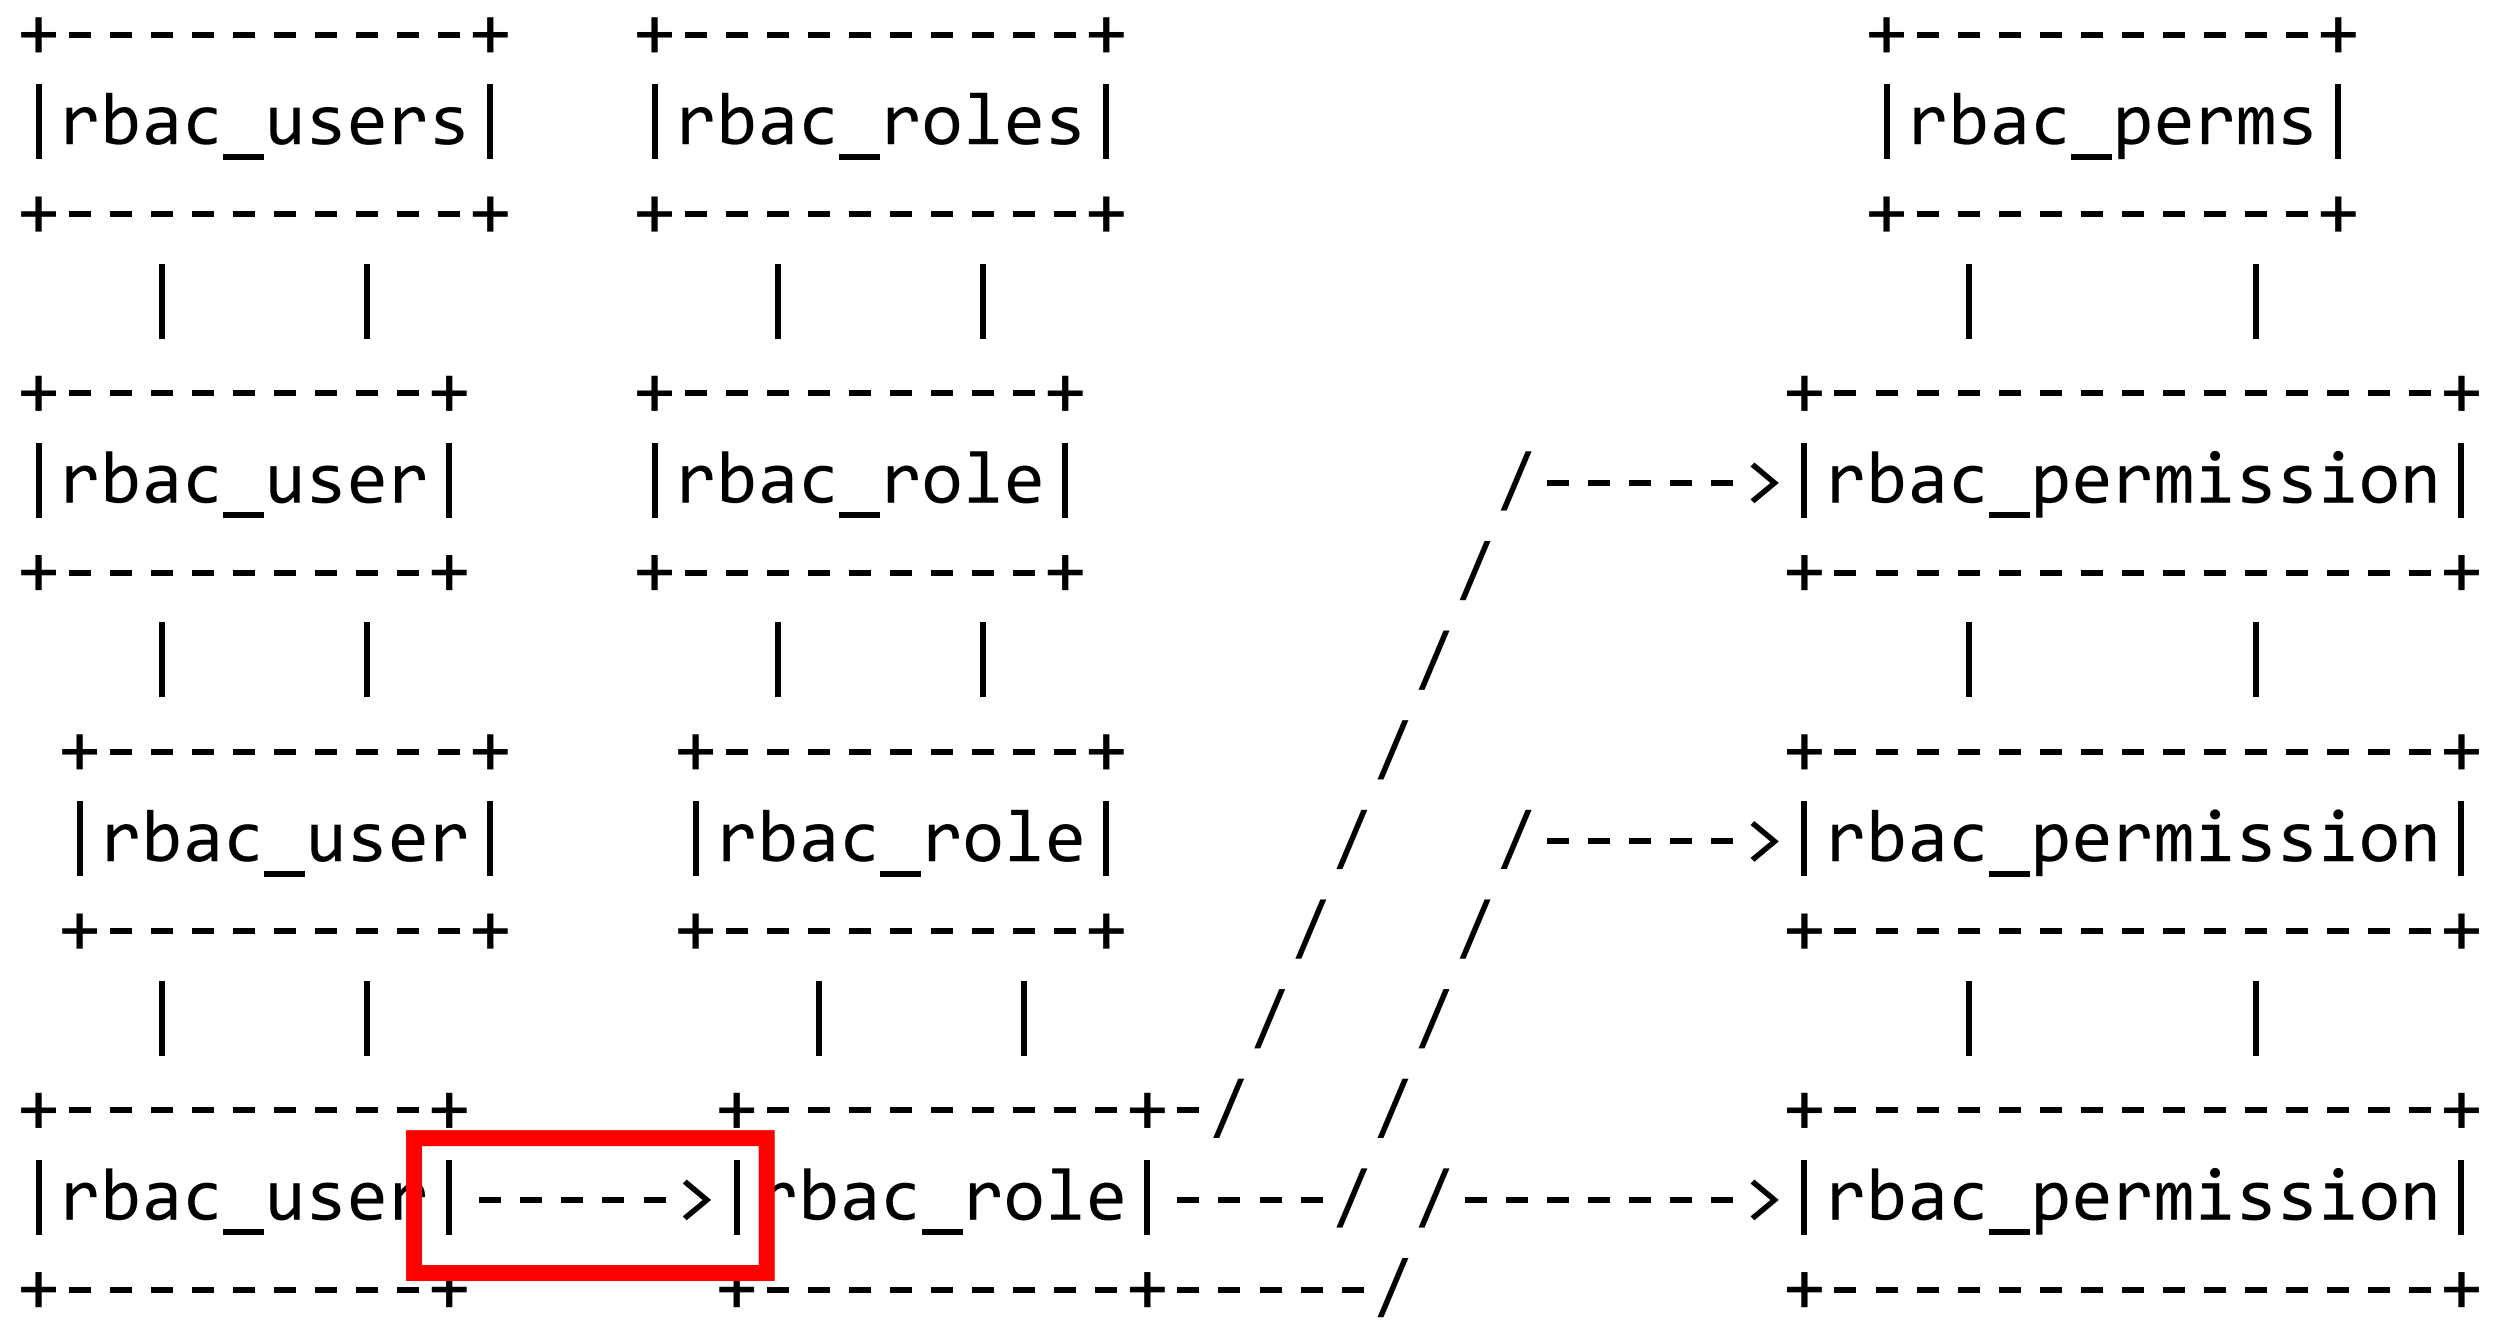 +----------+   +----------+                  +----------+
|rbac_users|   |rbac_roles|                  |rbac_perms|
+----------+   +----------+                  +----------+
   |    |         |    |                       |      |
+---------+    +---------+                 +---------------+
|rbac_user|    |rbac_role|          /----->|rbac_permission|
+---------+    +---------+         /       +---------------+
   |    |         |    |          /            |      |
 +---------+    +---------+      /         +---------------+
 |rbac_user|    |rbac_role|     /   /----->|rbac_permission|
 +---------+    +---------+    /   /       +---------------+
   |    |          |    |     /   /            |      |
+---------+      +---------+-/   /         +---------------+
|rbac_user|----->|rbac_role|----/ /------->|rbac_permission|
+---------+      +---------+-----/         +---------------+